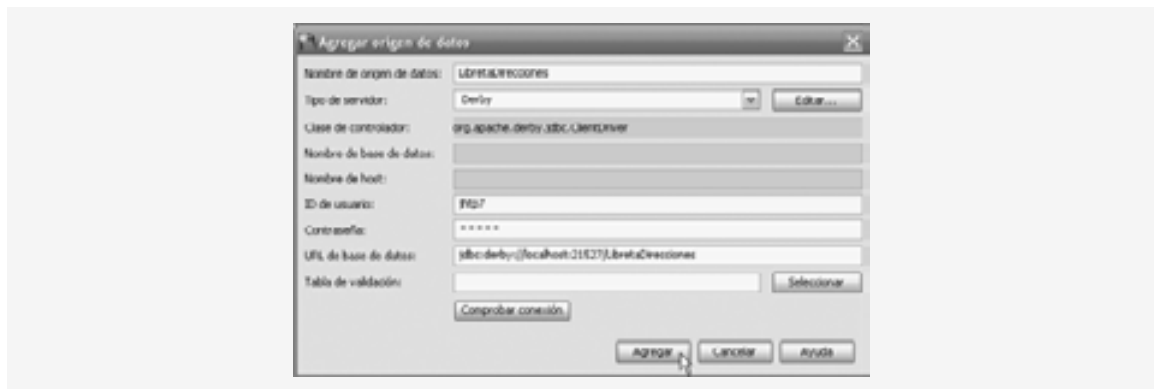 Agregar origen de datos
Nombre de origen de datos: LibretaDirecciones
Tipo de servidor: Derby Editar...
Clase de controlador: org.apache.derby.jdbc.ClientDriver
Nombre de base de datos:
Nombre de host:
ID de usuario: jhtp7
Contraseña: *****
URL de base de datos: jdbc:derby://localhost:21527/LibretaDirecciones
Tabla de validación: Seleccionar
Comprobar conexión
Agregar Cancelar Ayuda